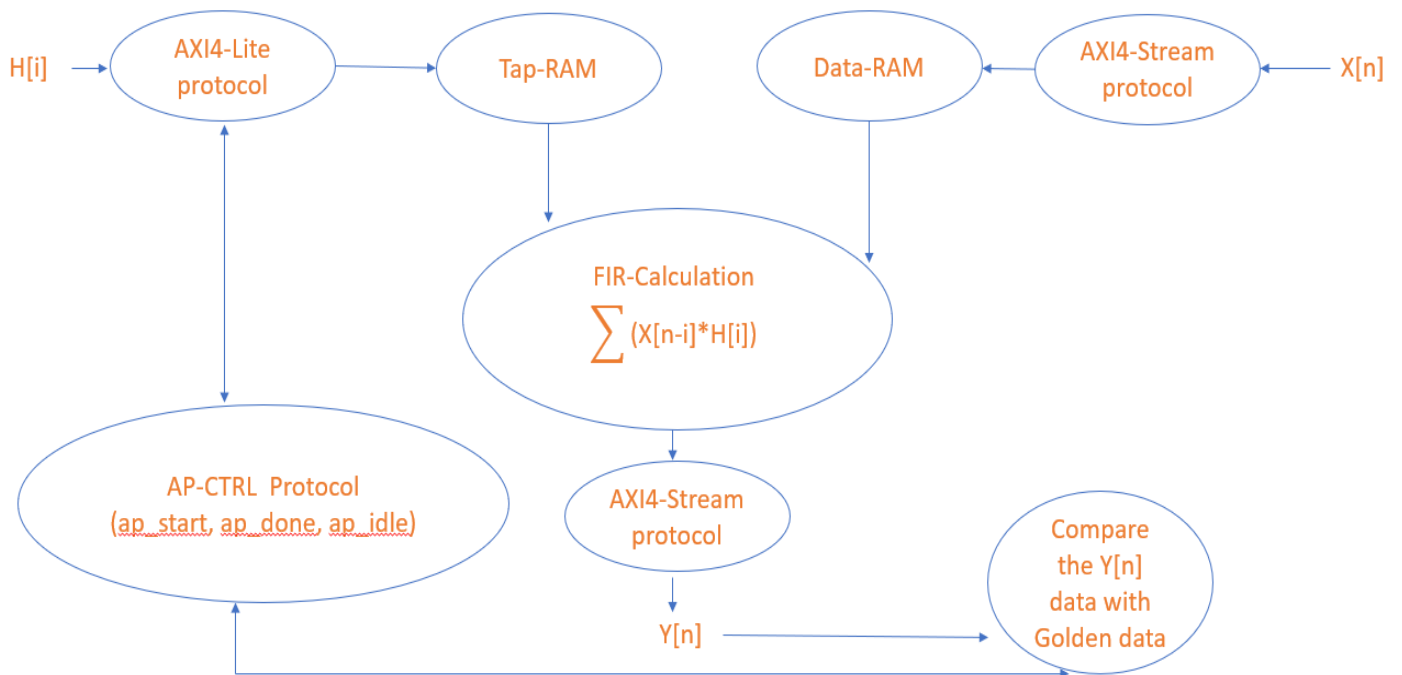 H[i]
AXI4-Lite
protocol
Tap-RAM
Data-RAM
AXI4-Stream
protocol
X[n]
FIR-Calculation
∑ (X[n-i]*H[i])
AP-CTRL Protocol
(ap_start, ap_done, ap_idle)
AXI4-Stream
protocol
Y[n]
Compare
the Y[n]
data with
Golden data